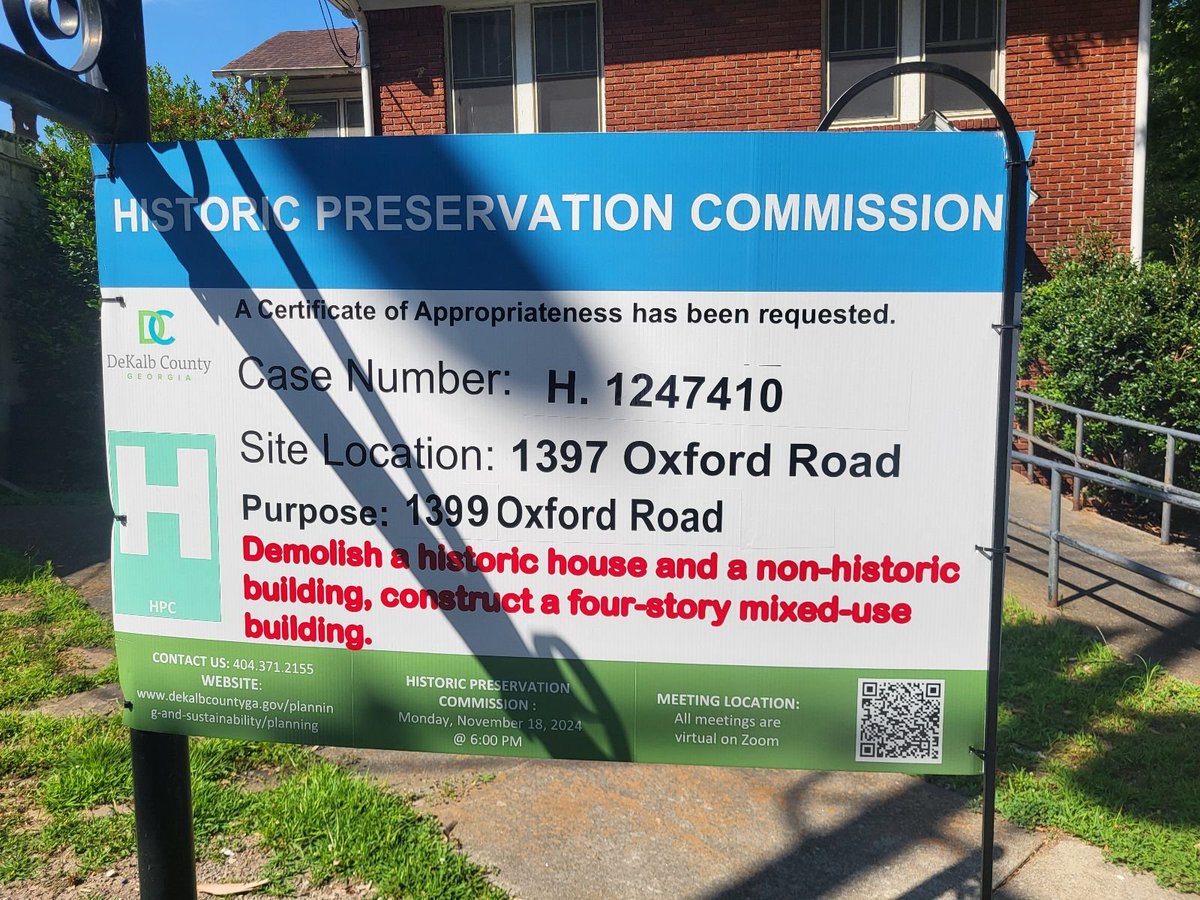 HISTORIC PRESERVATION COMMISSION
A Certificate of Appropriateness has been requested.
DC
DeKalb County
GEORGIA
Case Number: H. 1247410
Site Location: 1397 Oxford Road
Purpose: 1399 Oxford Road
Demolish a historic house and a non-historic
building, construct a four-story mixed-use
building.
H
HPC
CONTACT US: 404.371.2155
WEBSITE:
www.dekalbcountyga.gov/plannin
g-and-sustainability/planning
HISTORIC PRESERVATION
COMMISSION :
Monday, November 18, 2024
@ 6:00 PM
MEETING LOCATION:
All meetings are
virtual on Zoom